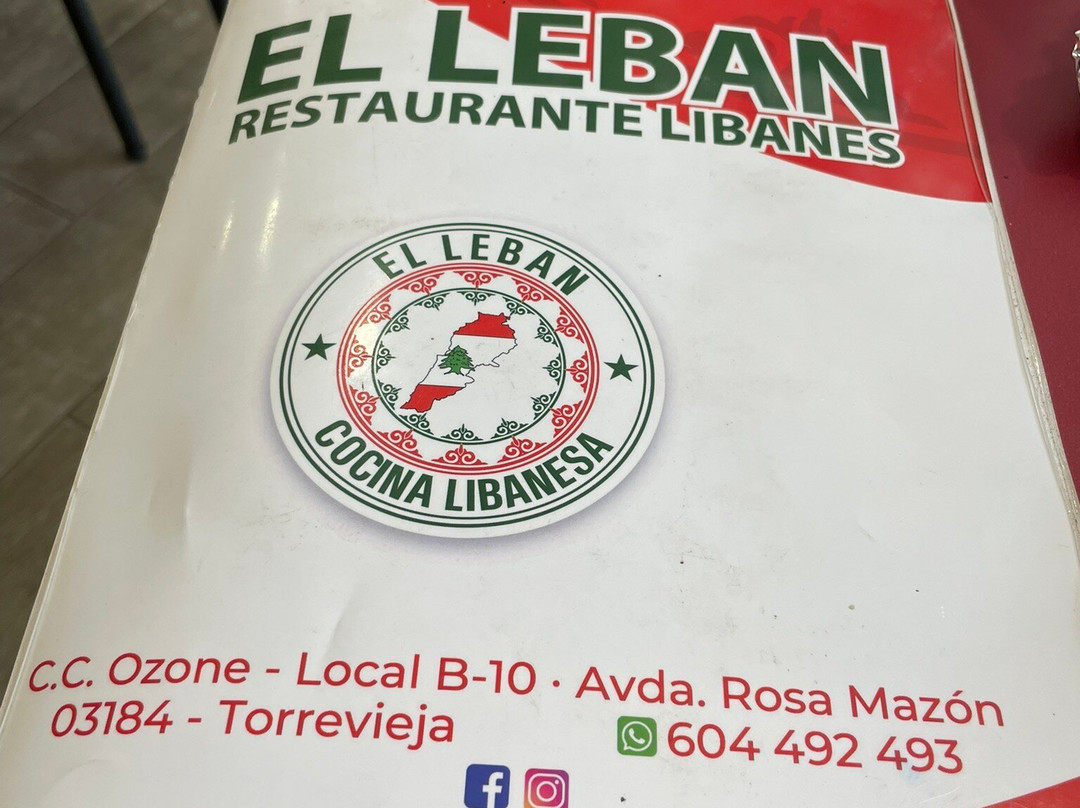 EL LEBAN
RESTAURANTE LIBANES
EL LEBAN
COCINA LIBANESA
C.C. Ozone - Local B-10 · Avda. Rosa Mazón
03184 - Torrevieja
604 492 493